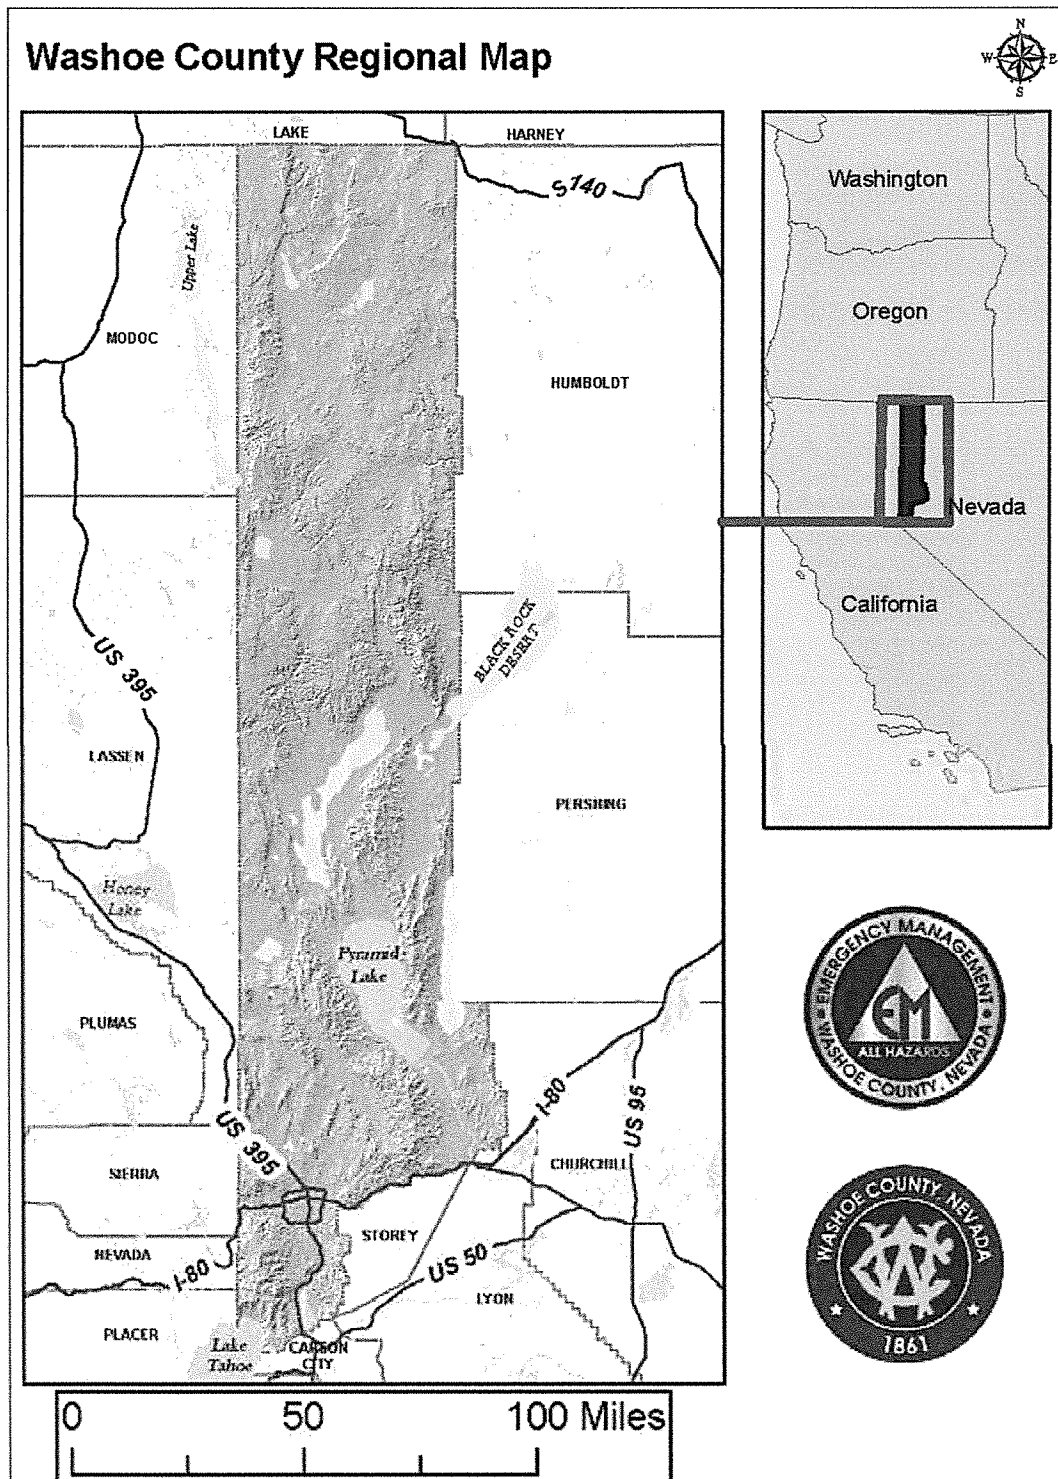 Washoe County Regional Map
N
W E
S
LAKE
HARNEY
S 140
Upper Lake
MODOC
HUMBOLDT
BLACK ROCK
DESERT
US 395
LASSEN
PERSHING
Honey
Lake
Pyramid
Lake
PLUMAS
I-80
US 95
US 395
SIERRA
CHURCHILL
STOREY
NEVADA
I-80
US 50
LYON
PLACER
Lake
Tahoe
CARSON
CITY
0 50 100 Miles
Washington
Oregon
Nevada
California
EMERGENCY MANAGEMENT
EM
ALL HAZARDS
WASHOE COUNTY, NEVADA
WASHOE COUNTY, NEVADA
WC
1861